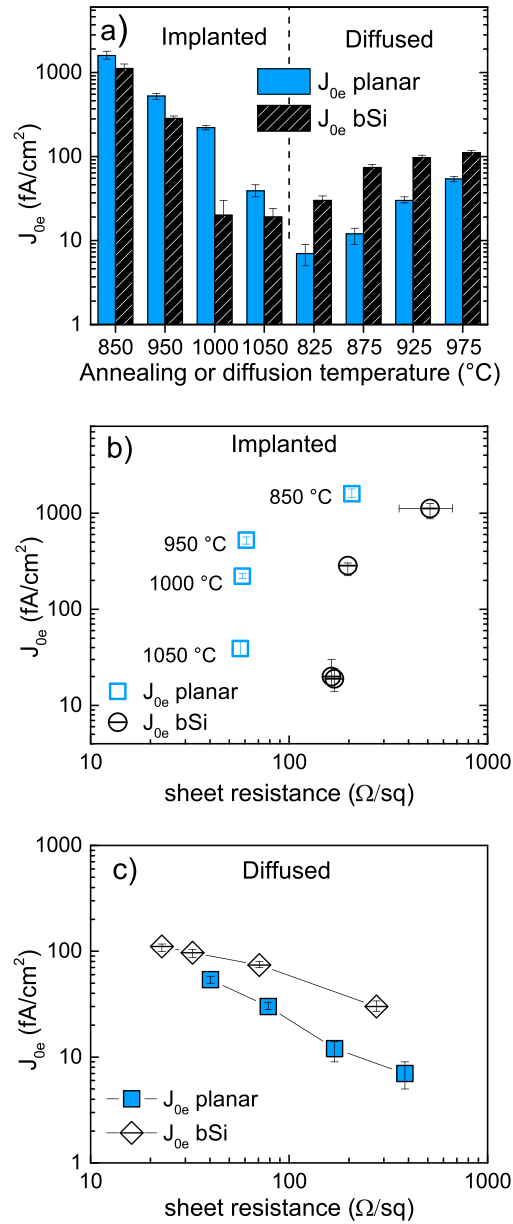 a)
Implanted
Diffused
J0e planar
J0e bSi
J0e (fA/cm²)
1000
100
10
1
850 950 1000 1050 825 875 925 975
Annealing or diffusion temperature (°C)
b)
Implanted
850 °C
950 °C
1000 °C
1050 °C
J0e planar
J0e bSi
J0e (fA/cm²)
1000
100
10
10 100 1000
sheet resistance (Ω/sq)
c)
Diffused
J0e planar
J0e bSi
J0e (fA/cm²)
1000
100
10
1
10 100 1000
sheet resistance (Ω/sq)